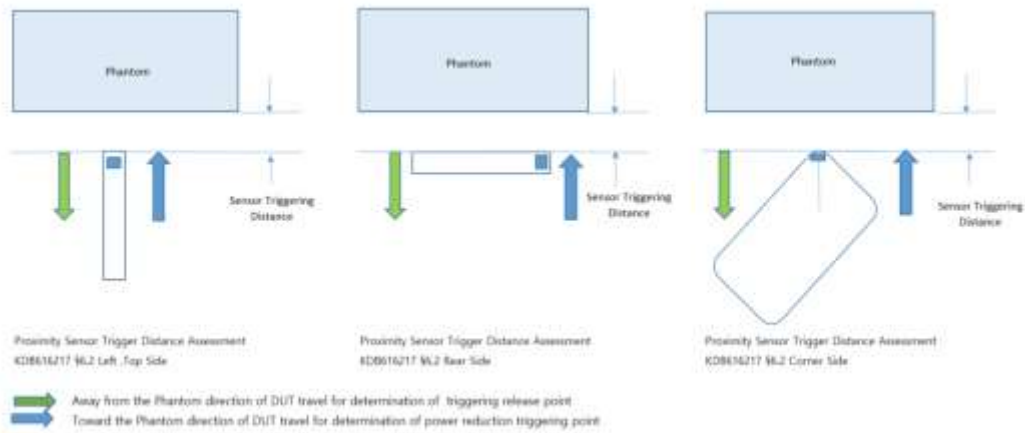 Phantom
Phantom
Phantom
Sensor Triggering
Distance
Sensor Triggering
Distance
Sensor Triggering
Distance
Proximity Sensor Trigger Distance Assessment
KDB616217 §6.2 Left ,Top Side
Proximity Sensor Trigger Distance Assessment
KDB616217 §6.2 Rear Side
Proximity Sensor Trigger Distance Assessment
KDB616217 §6.2 Corner Side
Away from the Phantom direction of DUT travel for determination of triggering release point
Toward the Phantom direction of DUT travel for determination of power reduction triggering point